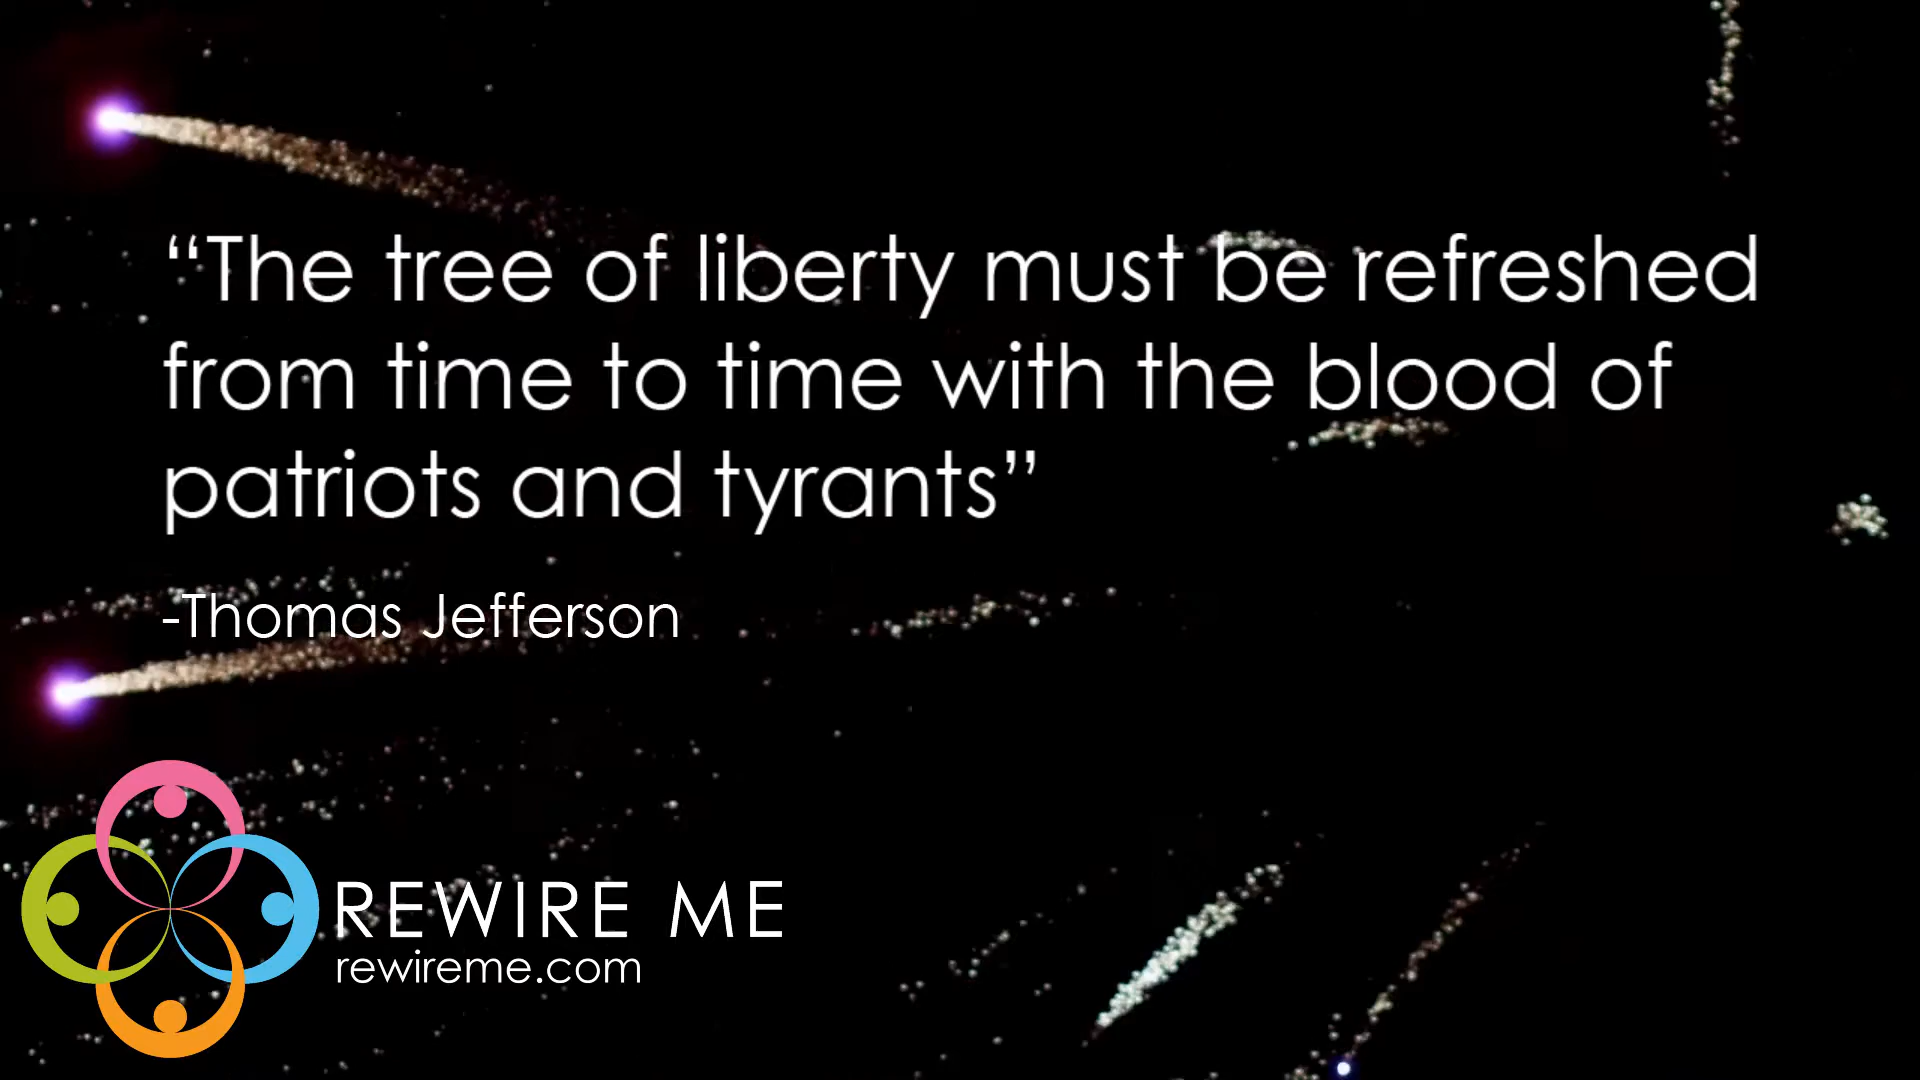 “The tree of liberty must be refreshed
from time to time with the blood of
patriots and tyrants”
-Thomas Jefferson
REWIRE ME
rewireme.com